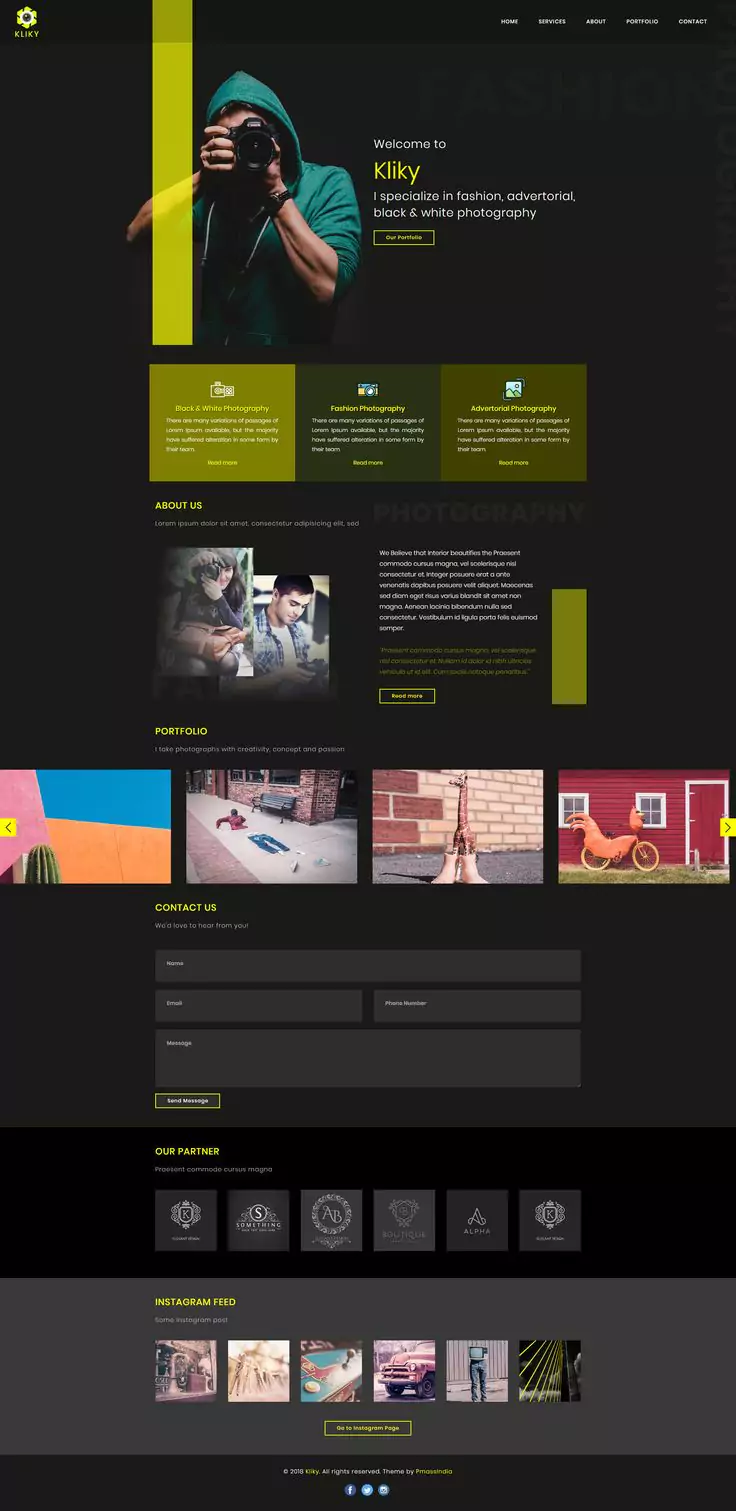 KLIKY
HOME SERVICES ABOUT PORTFOLIO CONTACT
FASHION
Welcome to
Kliky
I specialize in fashion, advertorial,
black & white photography
Our Portfolio
Black & White Photography
There are many variations of passages of
Lorem Ipsum available, but the majority
have suffered alteration in some form by
their team.
Read more
Fashion Photography
There are many variations of passages of
Lorem Ipsum available, but the majority
have suffered alteration in some form by
their team.
Read more
Advertorial Photography
There are many variations of passages of
Lorem Ipsum available, but the majority
have suffered alteration in some form by
their team.
Read more
ABOUT US
Lorem ipsum dolor sit amet, consectetur adipisicing elit, sed
PHOTOGRAPHY
We Believe that Interior beautifies the Praesent
commodo cursus magna, vel scelerisque nisl
consectetur et. Integer posuere erat a ante
venenatis dapibus posuere velit aliquet. Maecenas
sed diam eget risus varius blandit sit amet non
magna. Aenean lacinia bibendum nulla sed
consectetur. Vestibulum id ligula porta felis euismod
semper.
"Praesent commodo cursus magna, vel scelerisque
nisl consectetur et. Nullam id dolor id nibh ultricies
vehicula ut id elit. Cum sociis natoque penatibus."
Read more
PORTFOLIO
I take photographs with creativity, concept and passion
CONTACT US
We'd love to hear from you!
Name
Email
Phone Number
Message
Send Message
OUR PARTNER
Praesent commodo cursus magna
K
ELEGANT DESIGN
S
SOMETHING
AB
BOUTIQUE
ALPHA
K
ELEGANT DESIGN
INSTAGRAM FEED
Some Instagram post
Go to Instagram Page
© 2018 Kliky. All rights reserved. Theme by PmassIndia